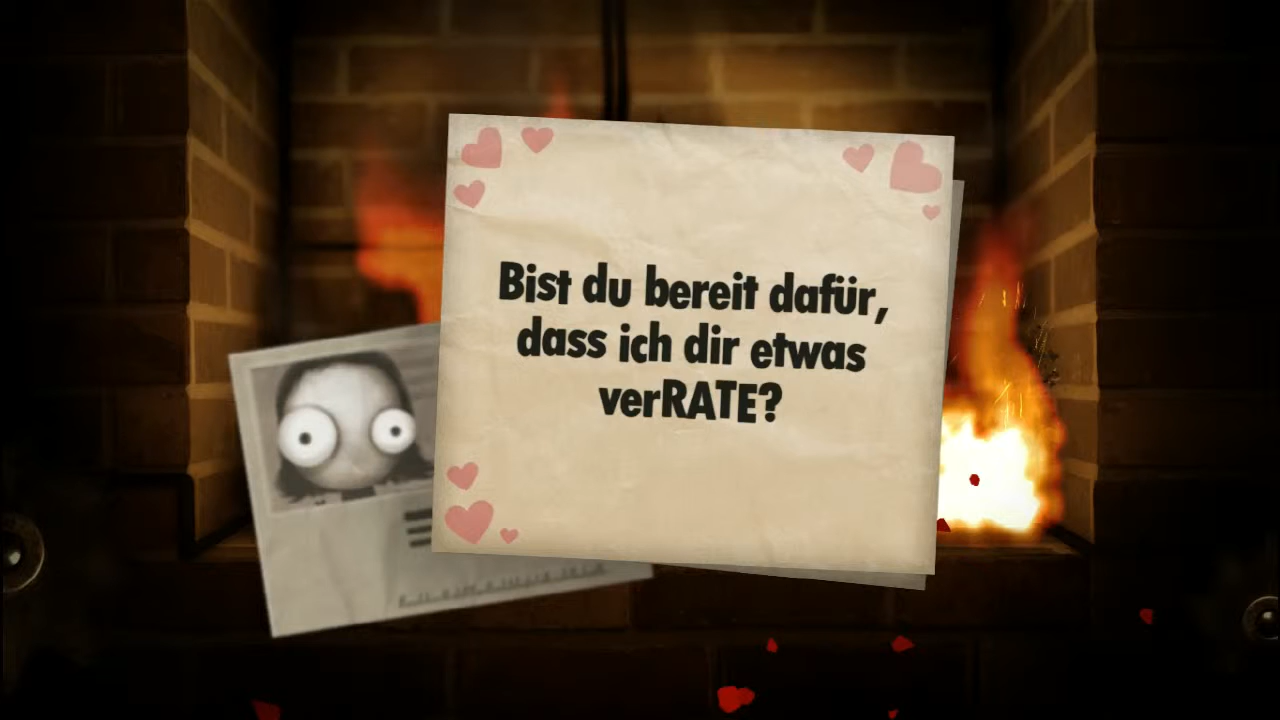 Bist du bereit dafür,
dass ich dir etwas
verRATE?